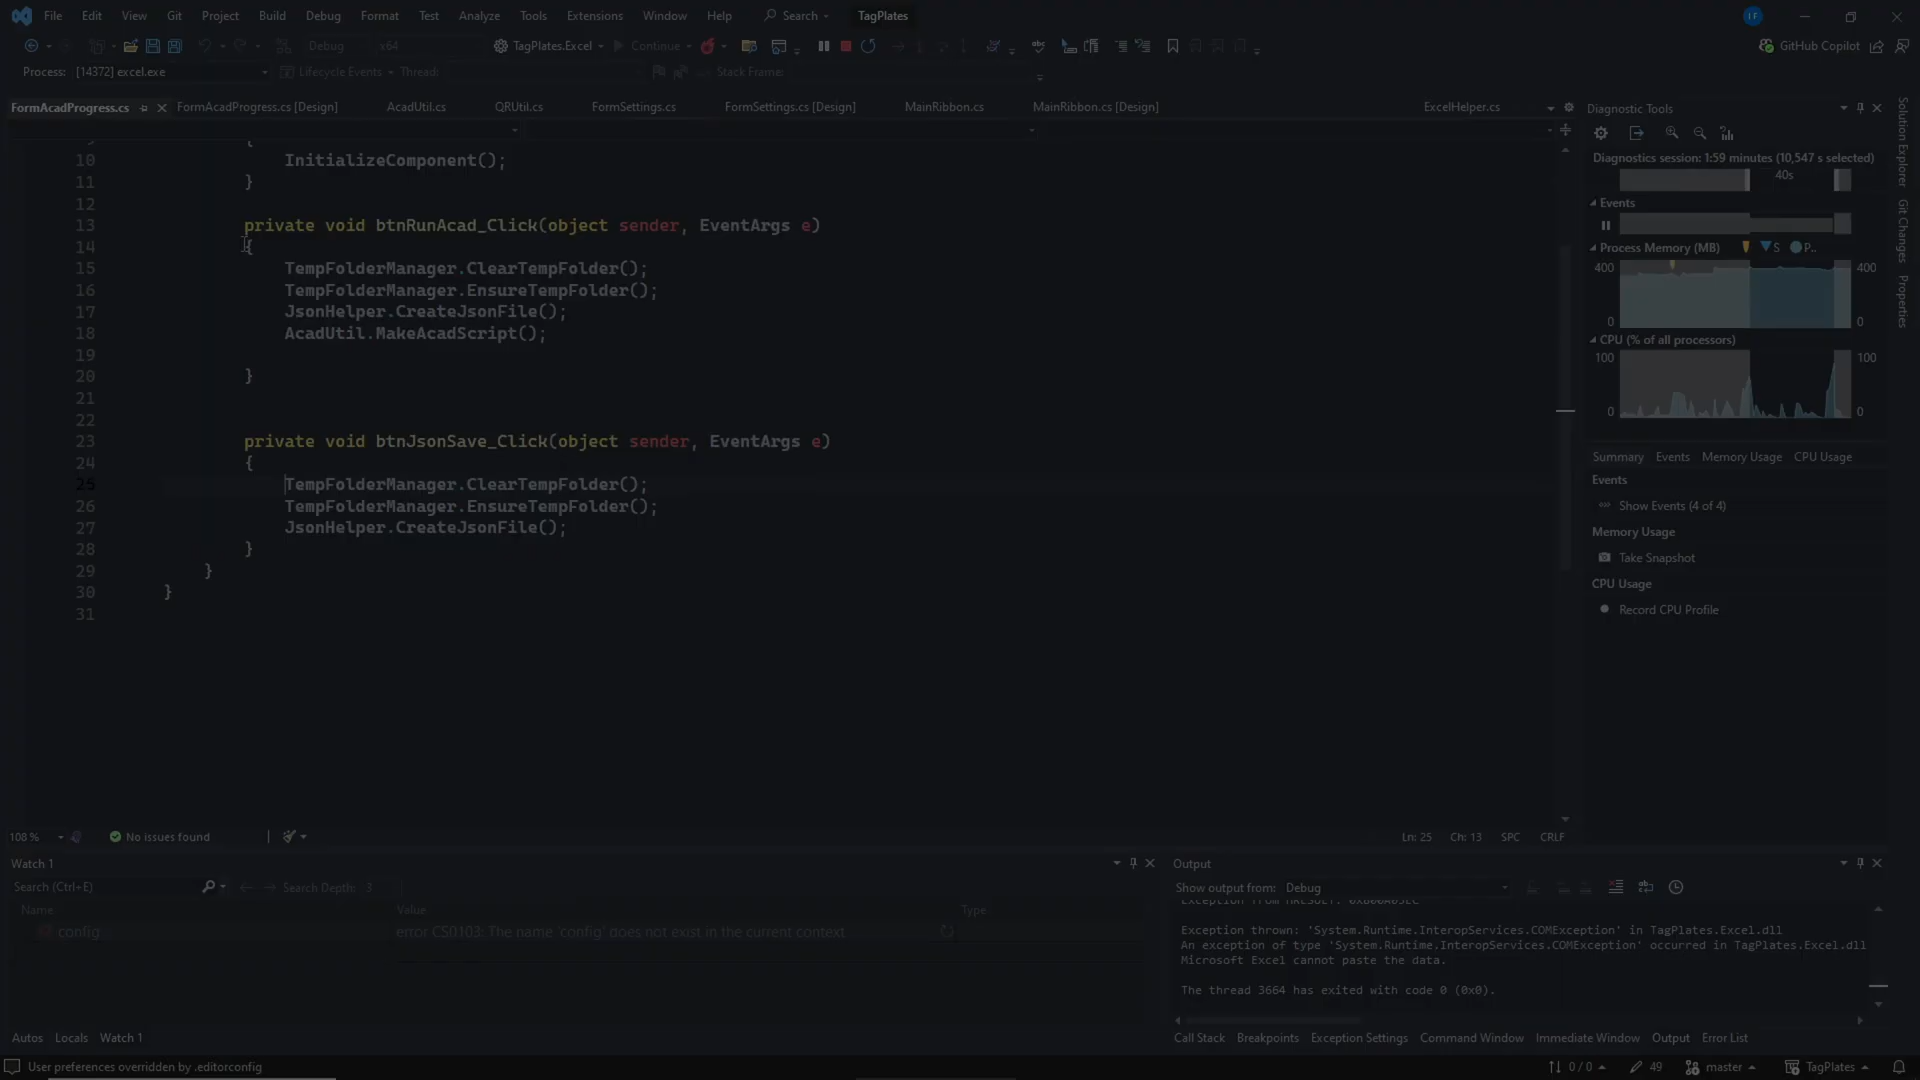 File Edit View Git Project Build Debug Format Test Analyze Tools Extensions Window Help Search TagPlates
Debug x64 TagPlates.Excel Continue GitHub Copilot
Process: [14372] excel.exe Lifecycle Events Thread: Stack Frame:
FormAcadProgress.cs FormAcadProgress.cs [Design] AcadUtil.cs QRUtil.cs FormSettings.cs FormSettings.cs [Design] MainRibbon.cs MainRibbon.cs [Design] ExcelHelper.cs
{
10 InitializeComponent();
11 }
12
13 private void btnRunAcad_Click(object sender, EventArgs e)
14 {
15 TempFolderManager.ClearTempFolder();
16 TempFolderManager.EnsureTempFolder();
17 JsonHelper.CreateJsonFile();
18 AcadUtil.MakeAcadScript();
19
20 }
21
22
23 private void btnJsonSave_Click(object sender, EventArgs e)
24 {
25 TempFolderManager.ClearTempFolder();
26 TempFolderManager.EnsureTempFolder();
27 JsonHelper.CreateJsonFile();
28 }
29 }
30 }
31
108 % No issues found Ln: 25 Ch: 13 SPC CRLF
Diagnostic Tools
Diagnostics session: 1:59 minutes (10,547 s selected)
40s
Events
Process Memory (MB) S P..
400 400
0 0
CPU (% of all processors)
100 100
0 0
Summary Events Memory Usage CPU Usage
Events
Show Events (4 of 4)
Memory Usage
Take Snapshot
CPU Usage
Record CPU Profile
Solution Explorer
Git Changes
Properties
Watch 1
Search (Ctrl+E) Search Depth: 3
Name Value Type
config error CS0103: The name 'config' does not exist in the current context
Autos Locals Watch 1
Output
Show output from: Debug
Exception from HRESULT: 0x800A03EC
Exception thrown: 'System.Runtime.InteropServices.COMException' in TagPlates.Excel.dll
An exception of type 'System.Runtime.InteropServices.COMException' occurred in TagPlates.Excel.dll
Microsoft Excel cannot paste the data.
The thread 3664 has exited with code 0 (0x0).
Call Stack Breakpoints Exception Settings Command Window Immediate Window Output Error List
User preferences overridden by .editorconfig 0 / 0 49 master TagPlates